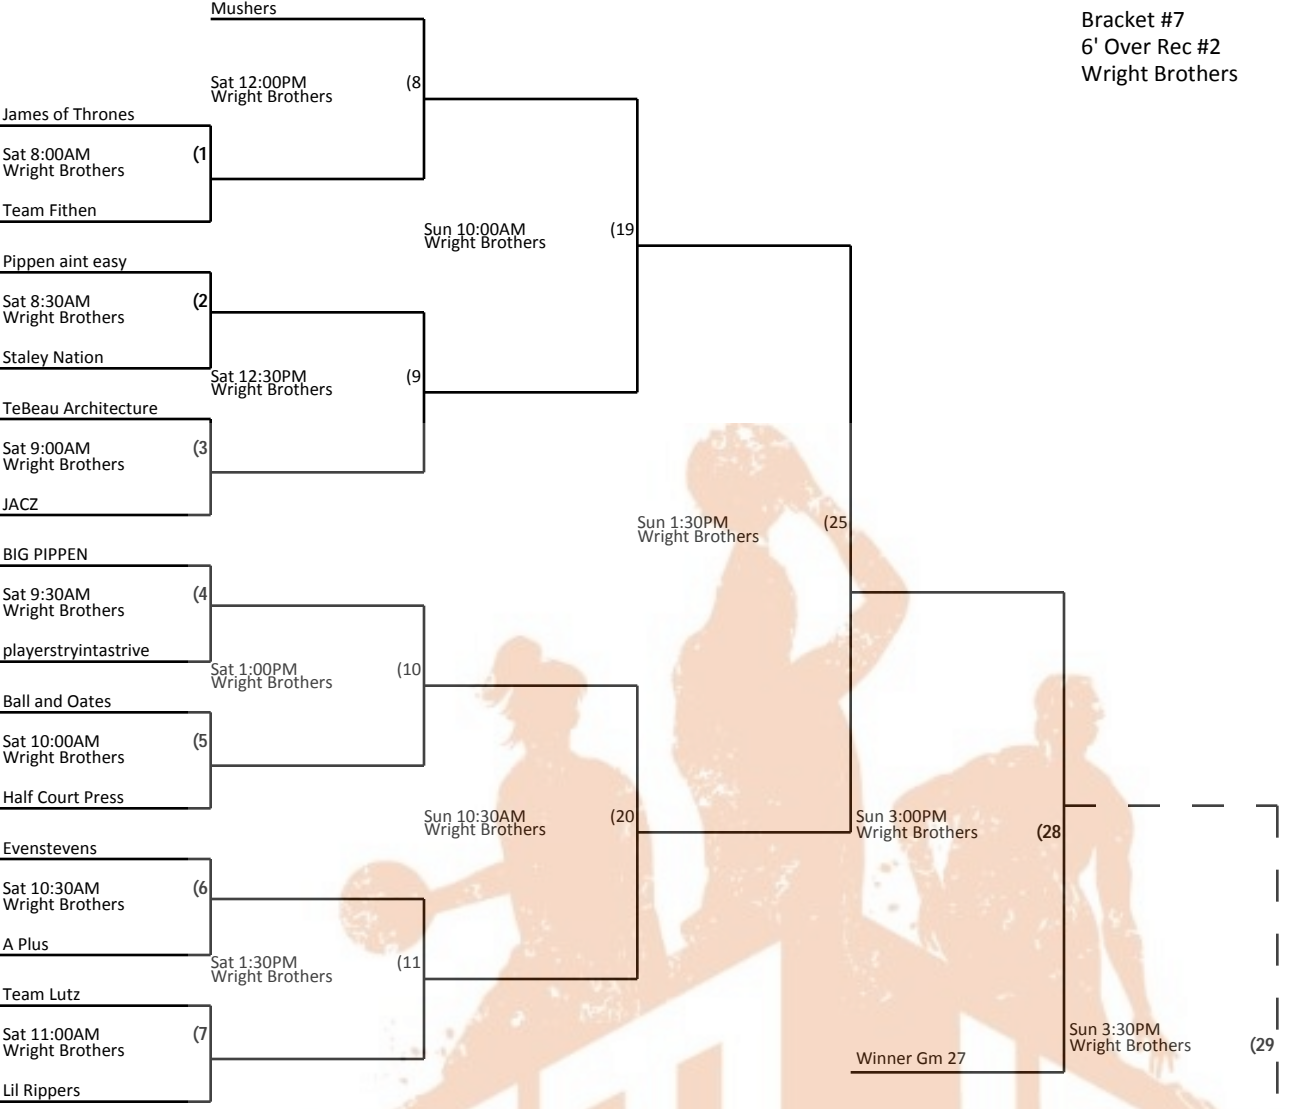 Mushers
Bracket #7
6' Over Rec #2
Wright Brothers
Sat 12:00PM
Wright Brothers
(8
James of Thrones
Sat 8:00AM
Wright Brothers
(1
Team Fithen
Sun 10:00AM
Wright Brothers
(19
Pippen aint easy
Sat 8:30AM
Wright Brothers
(2
Staley Nation
Sat 12:30PM
Wright Brothers
(9
TeBeau Architecture
Sat 9:00AM
Wright Brothers
(3
JACZ
Sun 1:30PM
Wright Brothers
(25
BIG PIPPEN
Sat 9:30AM
Wright Brothers
(4
playerstryintastrive
Sat 1:00PM
Wright Brothers
(10
Ball and Oates
Sat 10:00AM
Wright Brothers
(5
Half Court Press
Sun 10:30AM
Wright Brothers
(20
Sun 3:00PM
Wright Brothers
(28
Evenstevens
Sat 10:30AM
Wright Brothers
(6
A Plus
Sat 1:30PM
Wright Brothers
(11
Team Lutz
Sat 11:00AM
Wright Brothers
(7
Sun 3:30PM
Wright Brothers
(29
Winner Gm 27
Lil Rippers